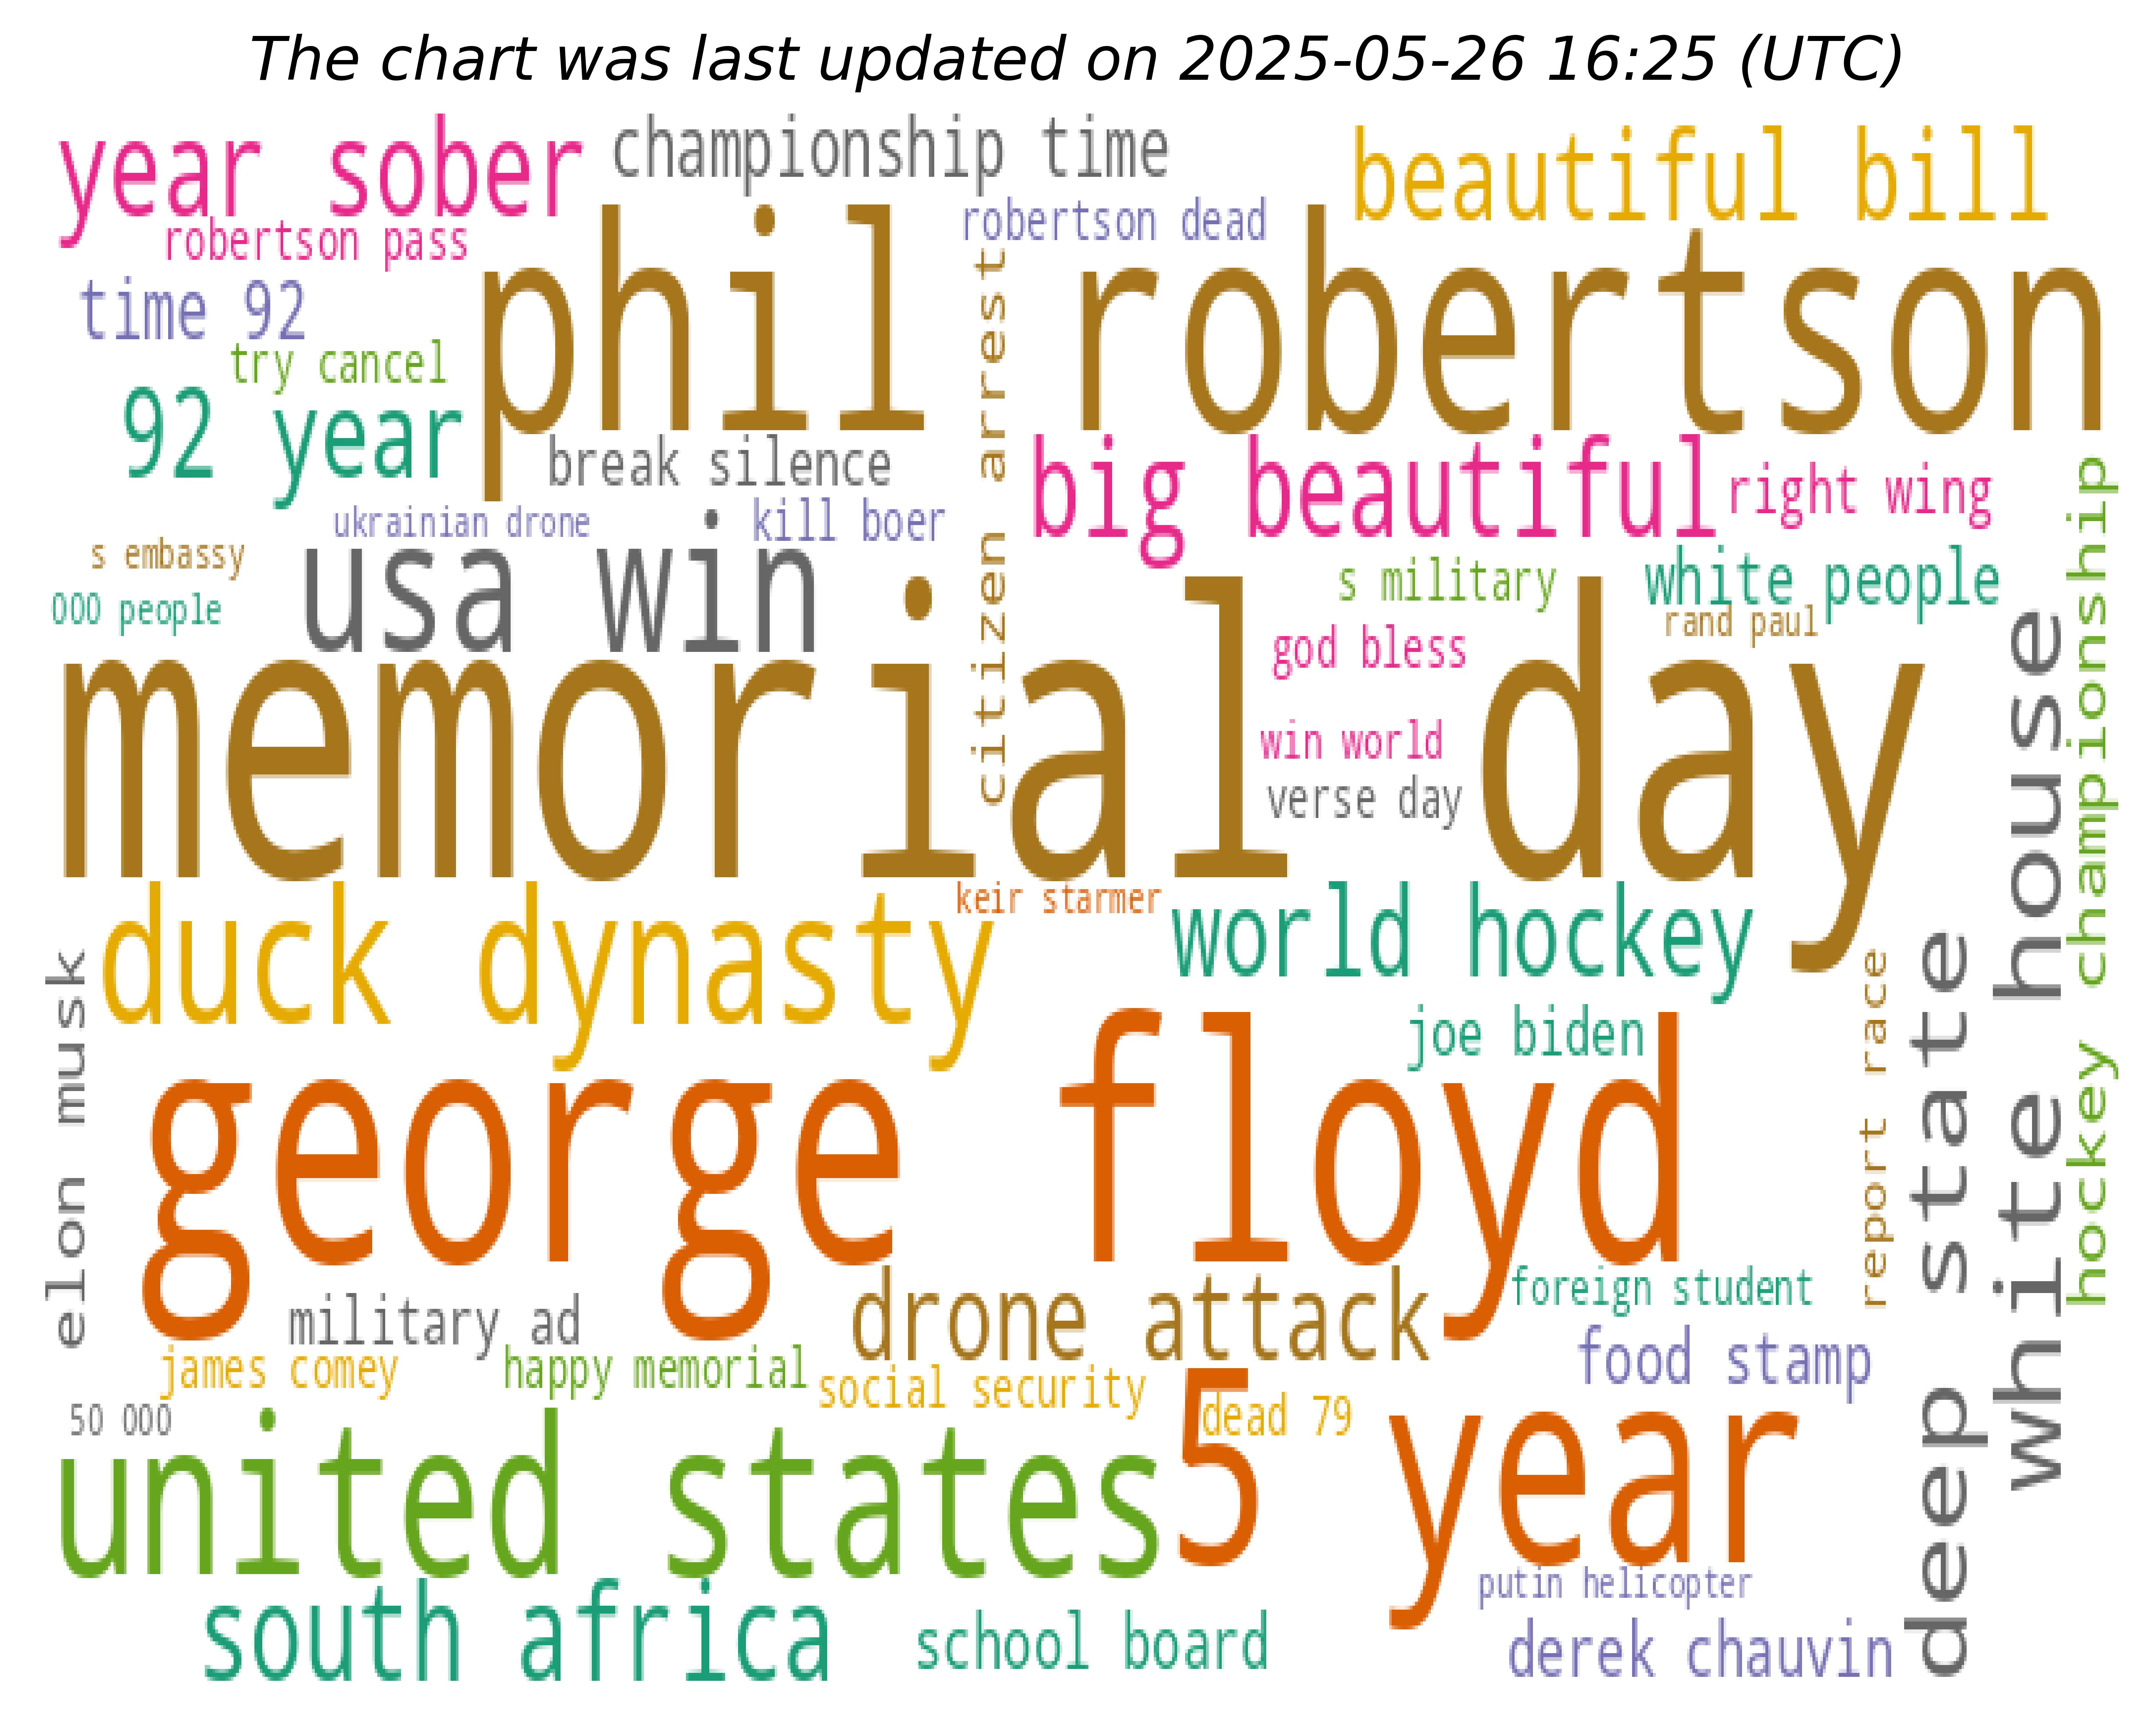 The chart was last updated on 2025-05-26 16:25 (UTC)
year sober
championship time
beautiful bill
robertson pass
robertson dead
time 92
phil robertson
try cancel
92 year
break silence
citizen arrest
big beautiful
right wing
ukrainian drone
kill boer
s embassy
usa win
s military
white people
000 people
god bless
rand paul
memorial day
win world
verse day
hockey championship
white house
duck dynasty
keir starmer
world hockey
elon musk
joe biden
report race
deep state
george floyd
military ad
drone attack
foreign student
james comey
happy memorial
social security
food stamp
50 000
dead 79
united states
5 year
south africa
school board
putin helicopter
derek chauvin